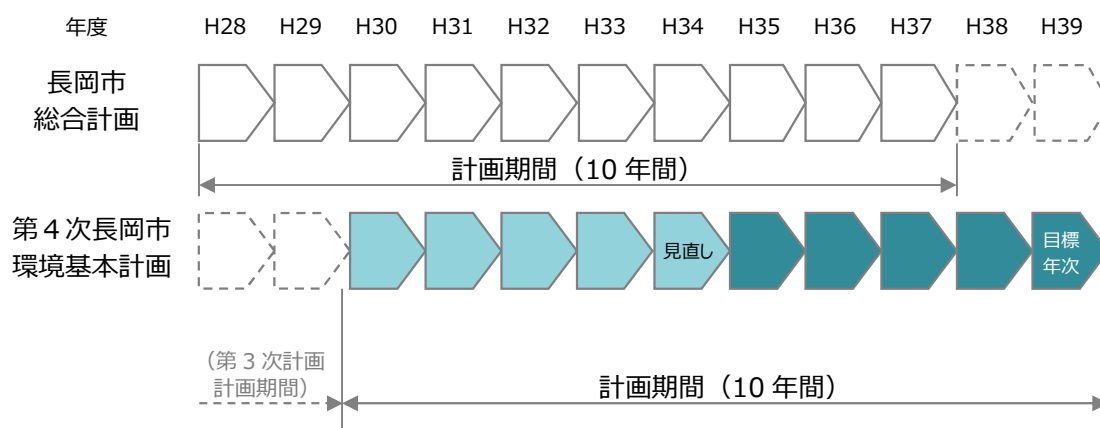 年度 H28 H29 H30 H31 H32 H33 H34 H35 H36 H37 H38 H39
長岡市
総合計画
計画期間（10 年間）
第４次長岡市
環境基本計画
見直し
目標
年次
（第 3 次計画
計画期間）
計画期間（10 年間）